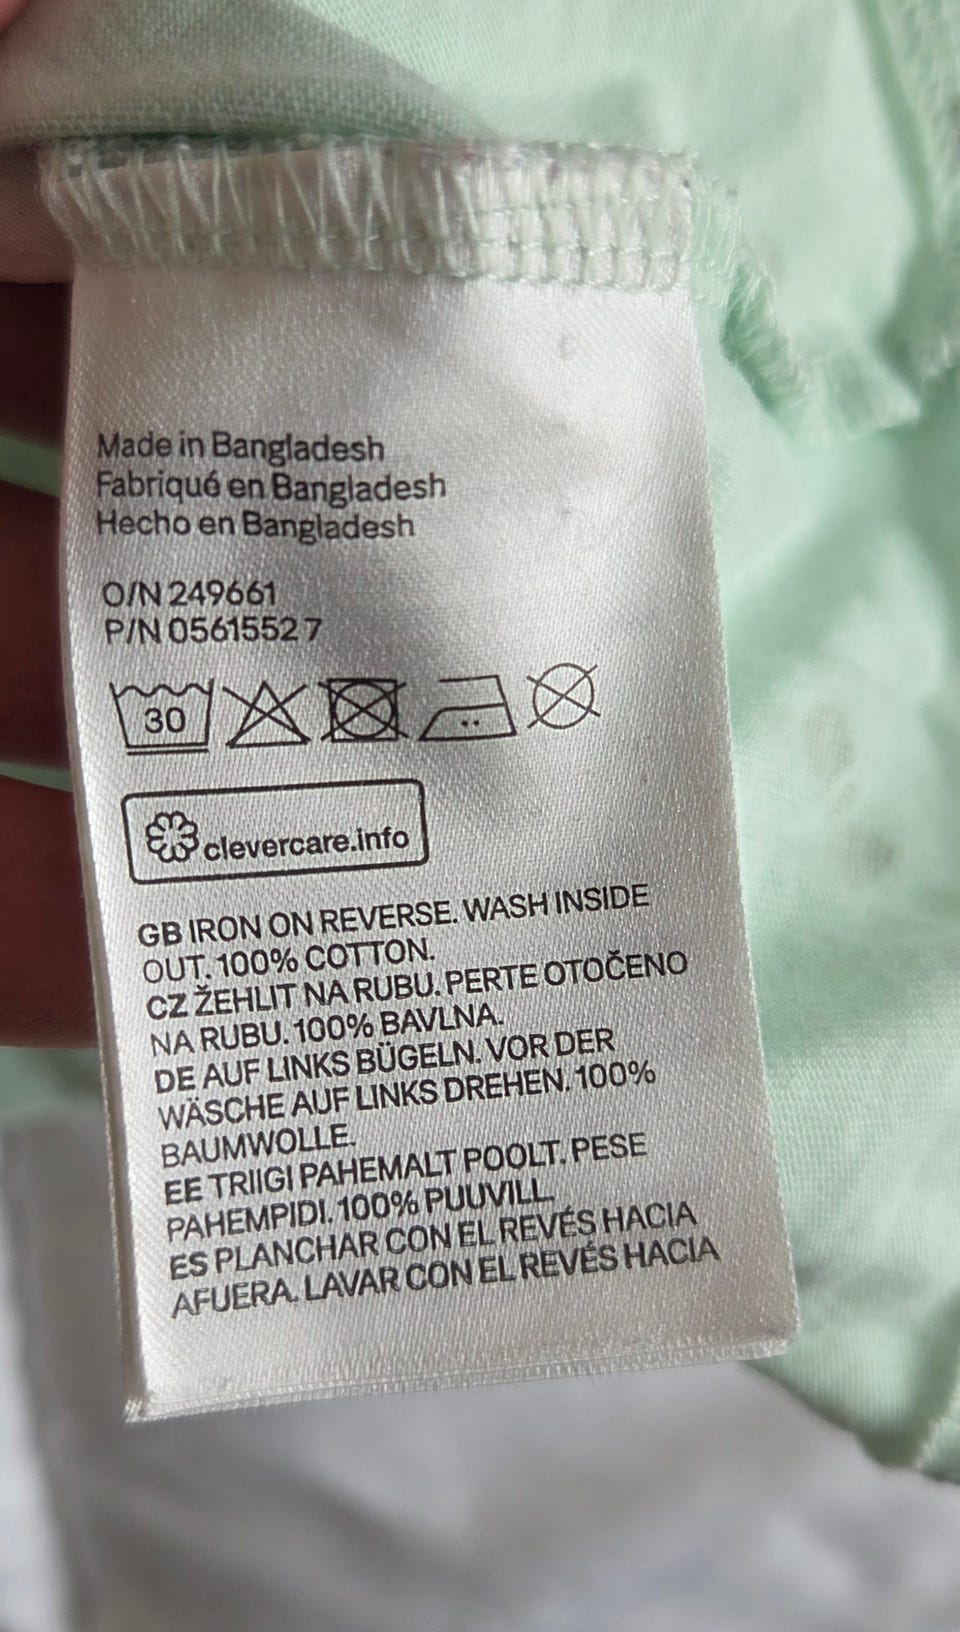 Made in Bangladesh
Fabriqué en Bangladesh
Hecho en Bangladesh
O/N 249661
P/N 05615527
30
clevercare.info
GB IRON ON REVERSE. WASH INSIDE
OUT. 100% COTTON.
CZ ŽEHLIT NA RUBU. PERTE OTOČENO
NA RUBU. 100% BAVLNA.
DE AUF LINKS BÜGELN. VOR DER
WÄSCHE AUF LINKS DREHEN. 100%
BAUMWOLLE.
EE TRIIGI PAHEMALT POOLT. PESE
PAHEMPIDI. 100% PUUVILL.
ES PLANCHAR CON EL REVÉS HACIA
AFUERA. LAVAR CON EL REVÉS HACIA